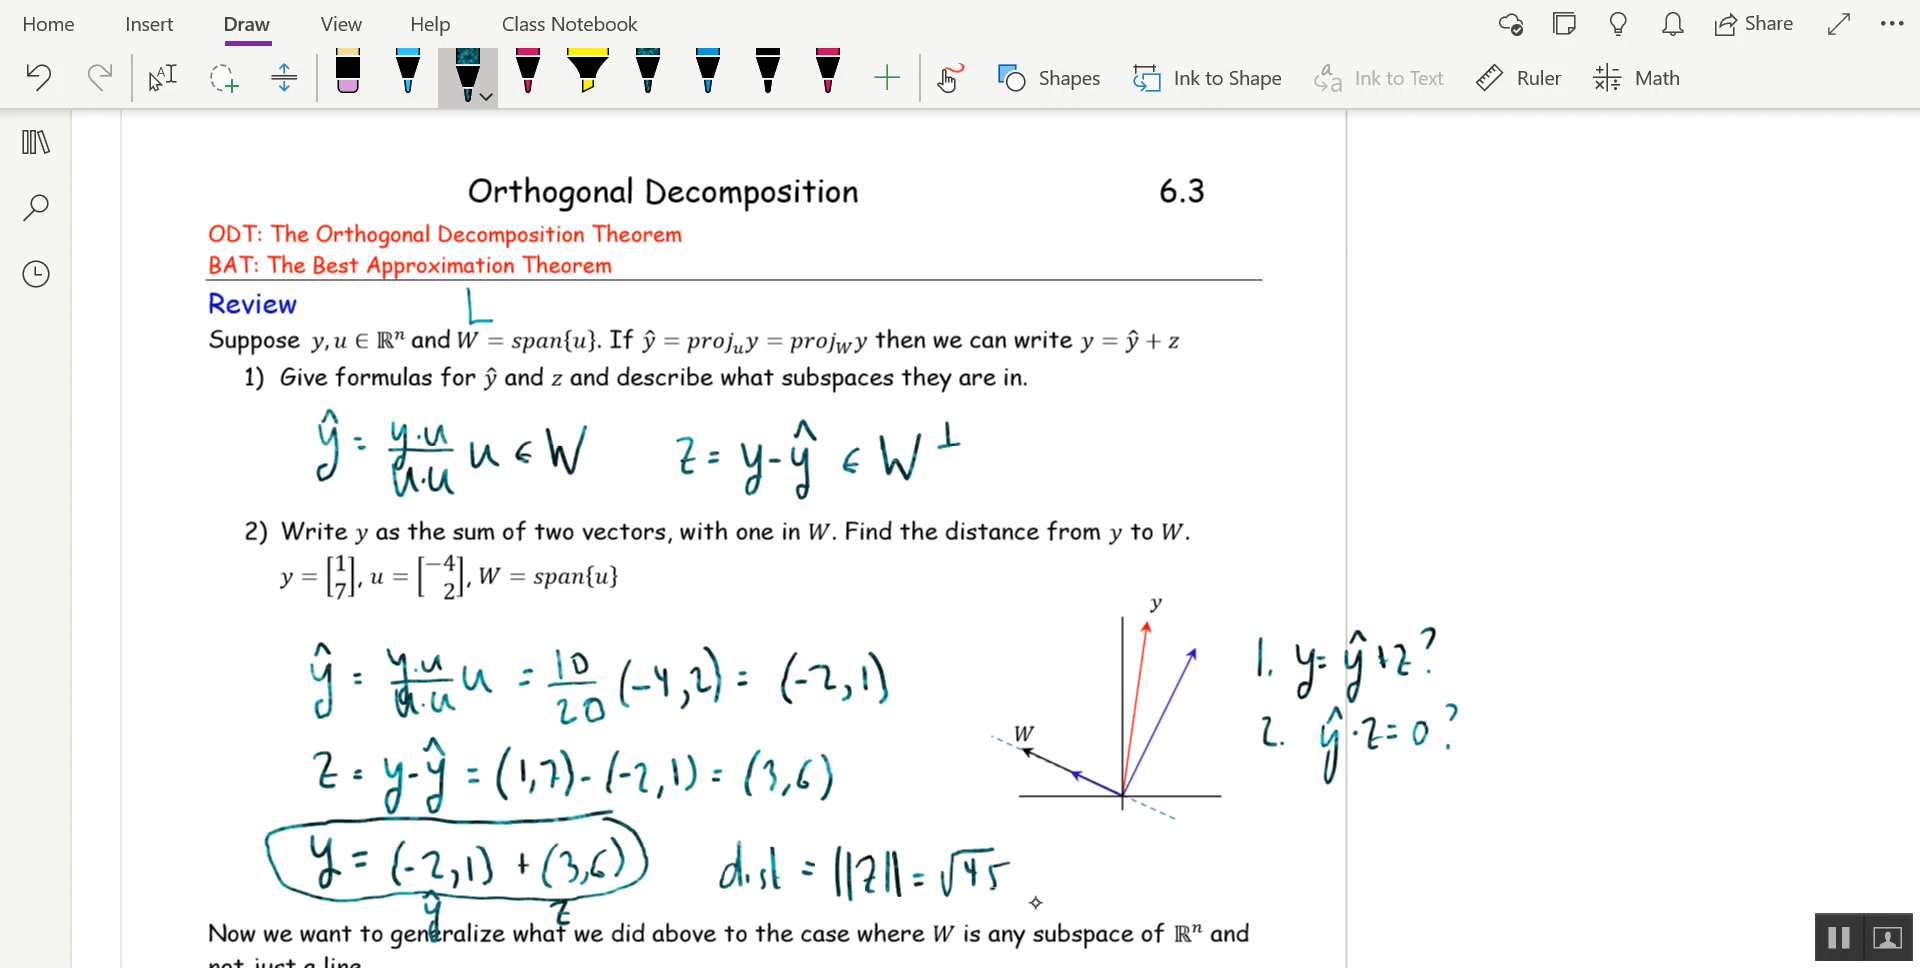 Home Insert Draw View Help Class Notebook Share
Shapes Ink to Shape Ink to Text Ruler Math
Orthogonal Decomposition 6.3
ODT: The Orthogonal Decomposition Theorem
BAT: The Best Approximation Theorem
Review L
Suppose y, u ∈ ℝⁿ and W = span{u}. If ŷ = proj_u y = proj_W y then we can write y = ŷ + z
1) Give formulas for ŷ and z and describe what subspaces they are in.
ŷ = (y·u)/(u·u) u ∈ W z = y - ŷ ∈ W⊥
2) Write y as the sum of two vectors, with one in W. Find the distance from y to W.
y = [1 7], u = [-4 2], W = span{u}
y
W
ŷ = (y·u)/(u·u) u = 10/20 (-4,2) = (-2,1)
z = y - ŷ = (1,7) - (-2,1) = (3,6)
y = (-2,1) + (3,6) dist = ||z|| = √45
ŷ z
1. y = ŷ + z?
2. ŷ · z = 0?
Now we want to generalize what we did above to the case where W is any subspace of ℝⁿ and
not just a line